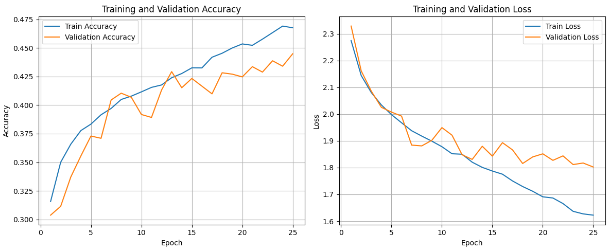 Training and Validation Accuracy
Train Accuracy
Validation Accuracy
0.475
0.450
0.425
0.400
0.375
0.350
0.325
0.300
Accuracy
0
5
10
15
20
25
Epoch
Training and Validation Loss
Train Loss
Validation Loss
2.3
2.2
2.1
2.0
1.9
1.8
1.7
1.6
Loss
0
5
10
15
20
25
Epoch